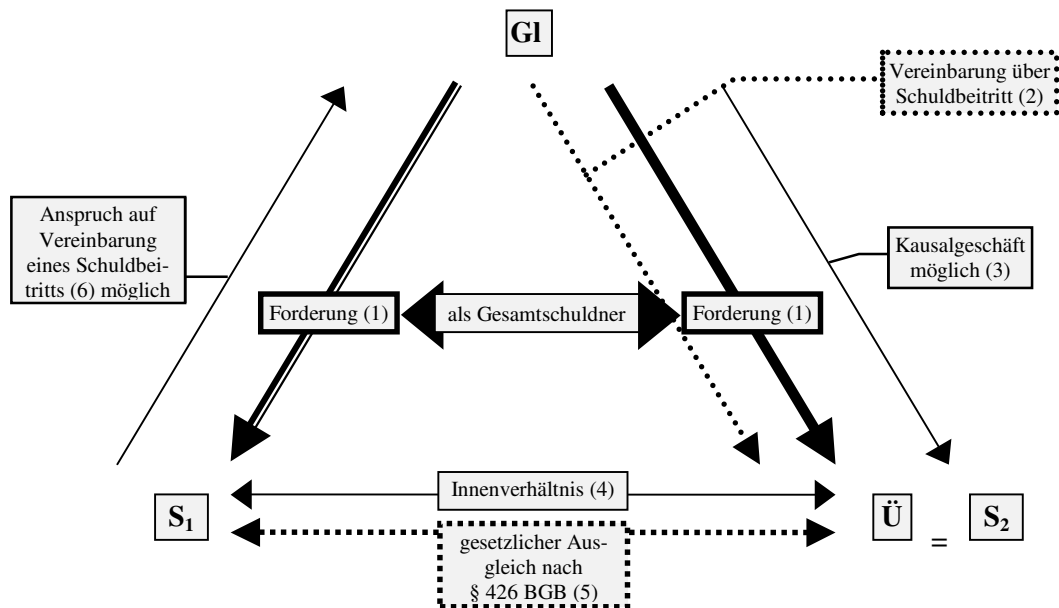 Gl
Vereinbarung über
Schuldbeitritt (2)
Anspruch auf
Vereinbarung
eines Schuldbei-
tritts (6) möglich
Kausalgeschäft
möglich (3)
Forderung (1)
als Gesamtschuldner
Forderung (1)
Innenverhältnis (4)
S1
Ü
=
S2
gesetzlicher Aus-
gleich nach
§ 426 BGB (5)